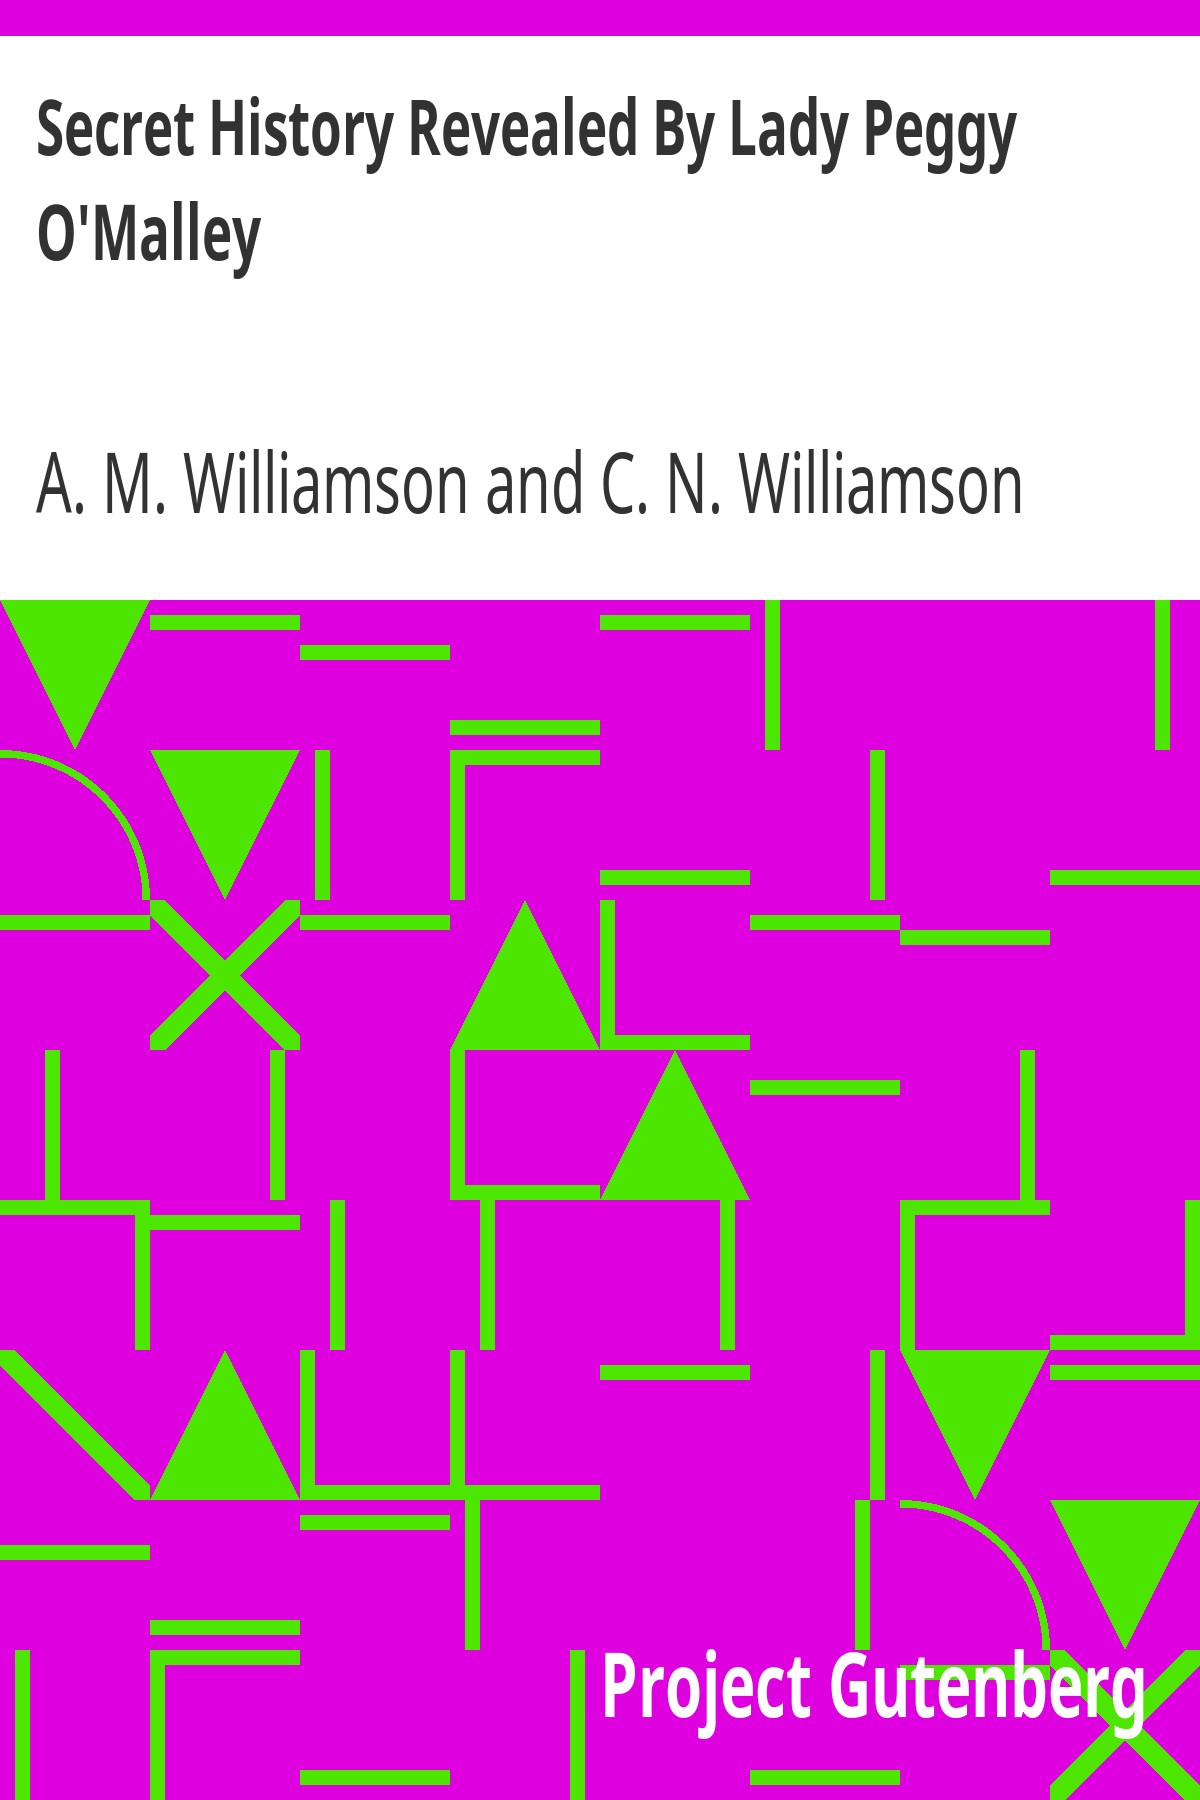 Secret History Revealed By Lady Peggy
O'Malley
A. M. Williamson and C. N. Williamson
Project Gutenberg